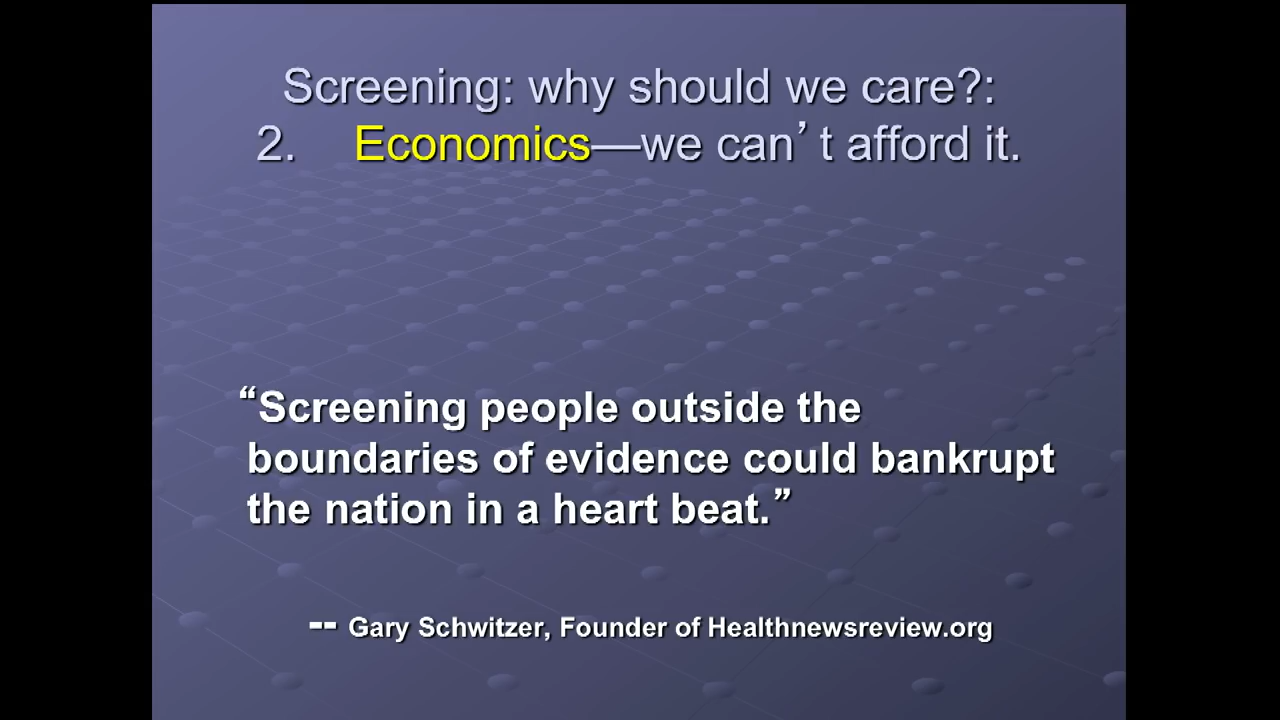 Screening: why should we care?:
2. Economics—we can’t afford it.
“Screening people outside the
boundaries of evidence could bankrupt
the nation in a heart beat.”
-- Gary Schwitzer, Founder of Healthnewsreview.org